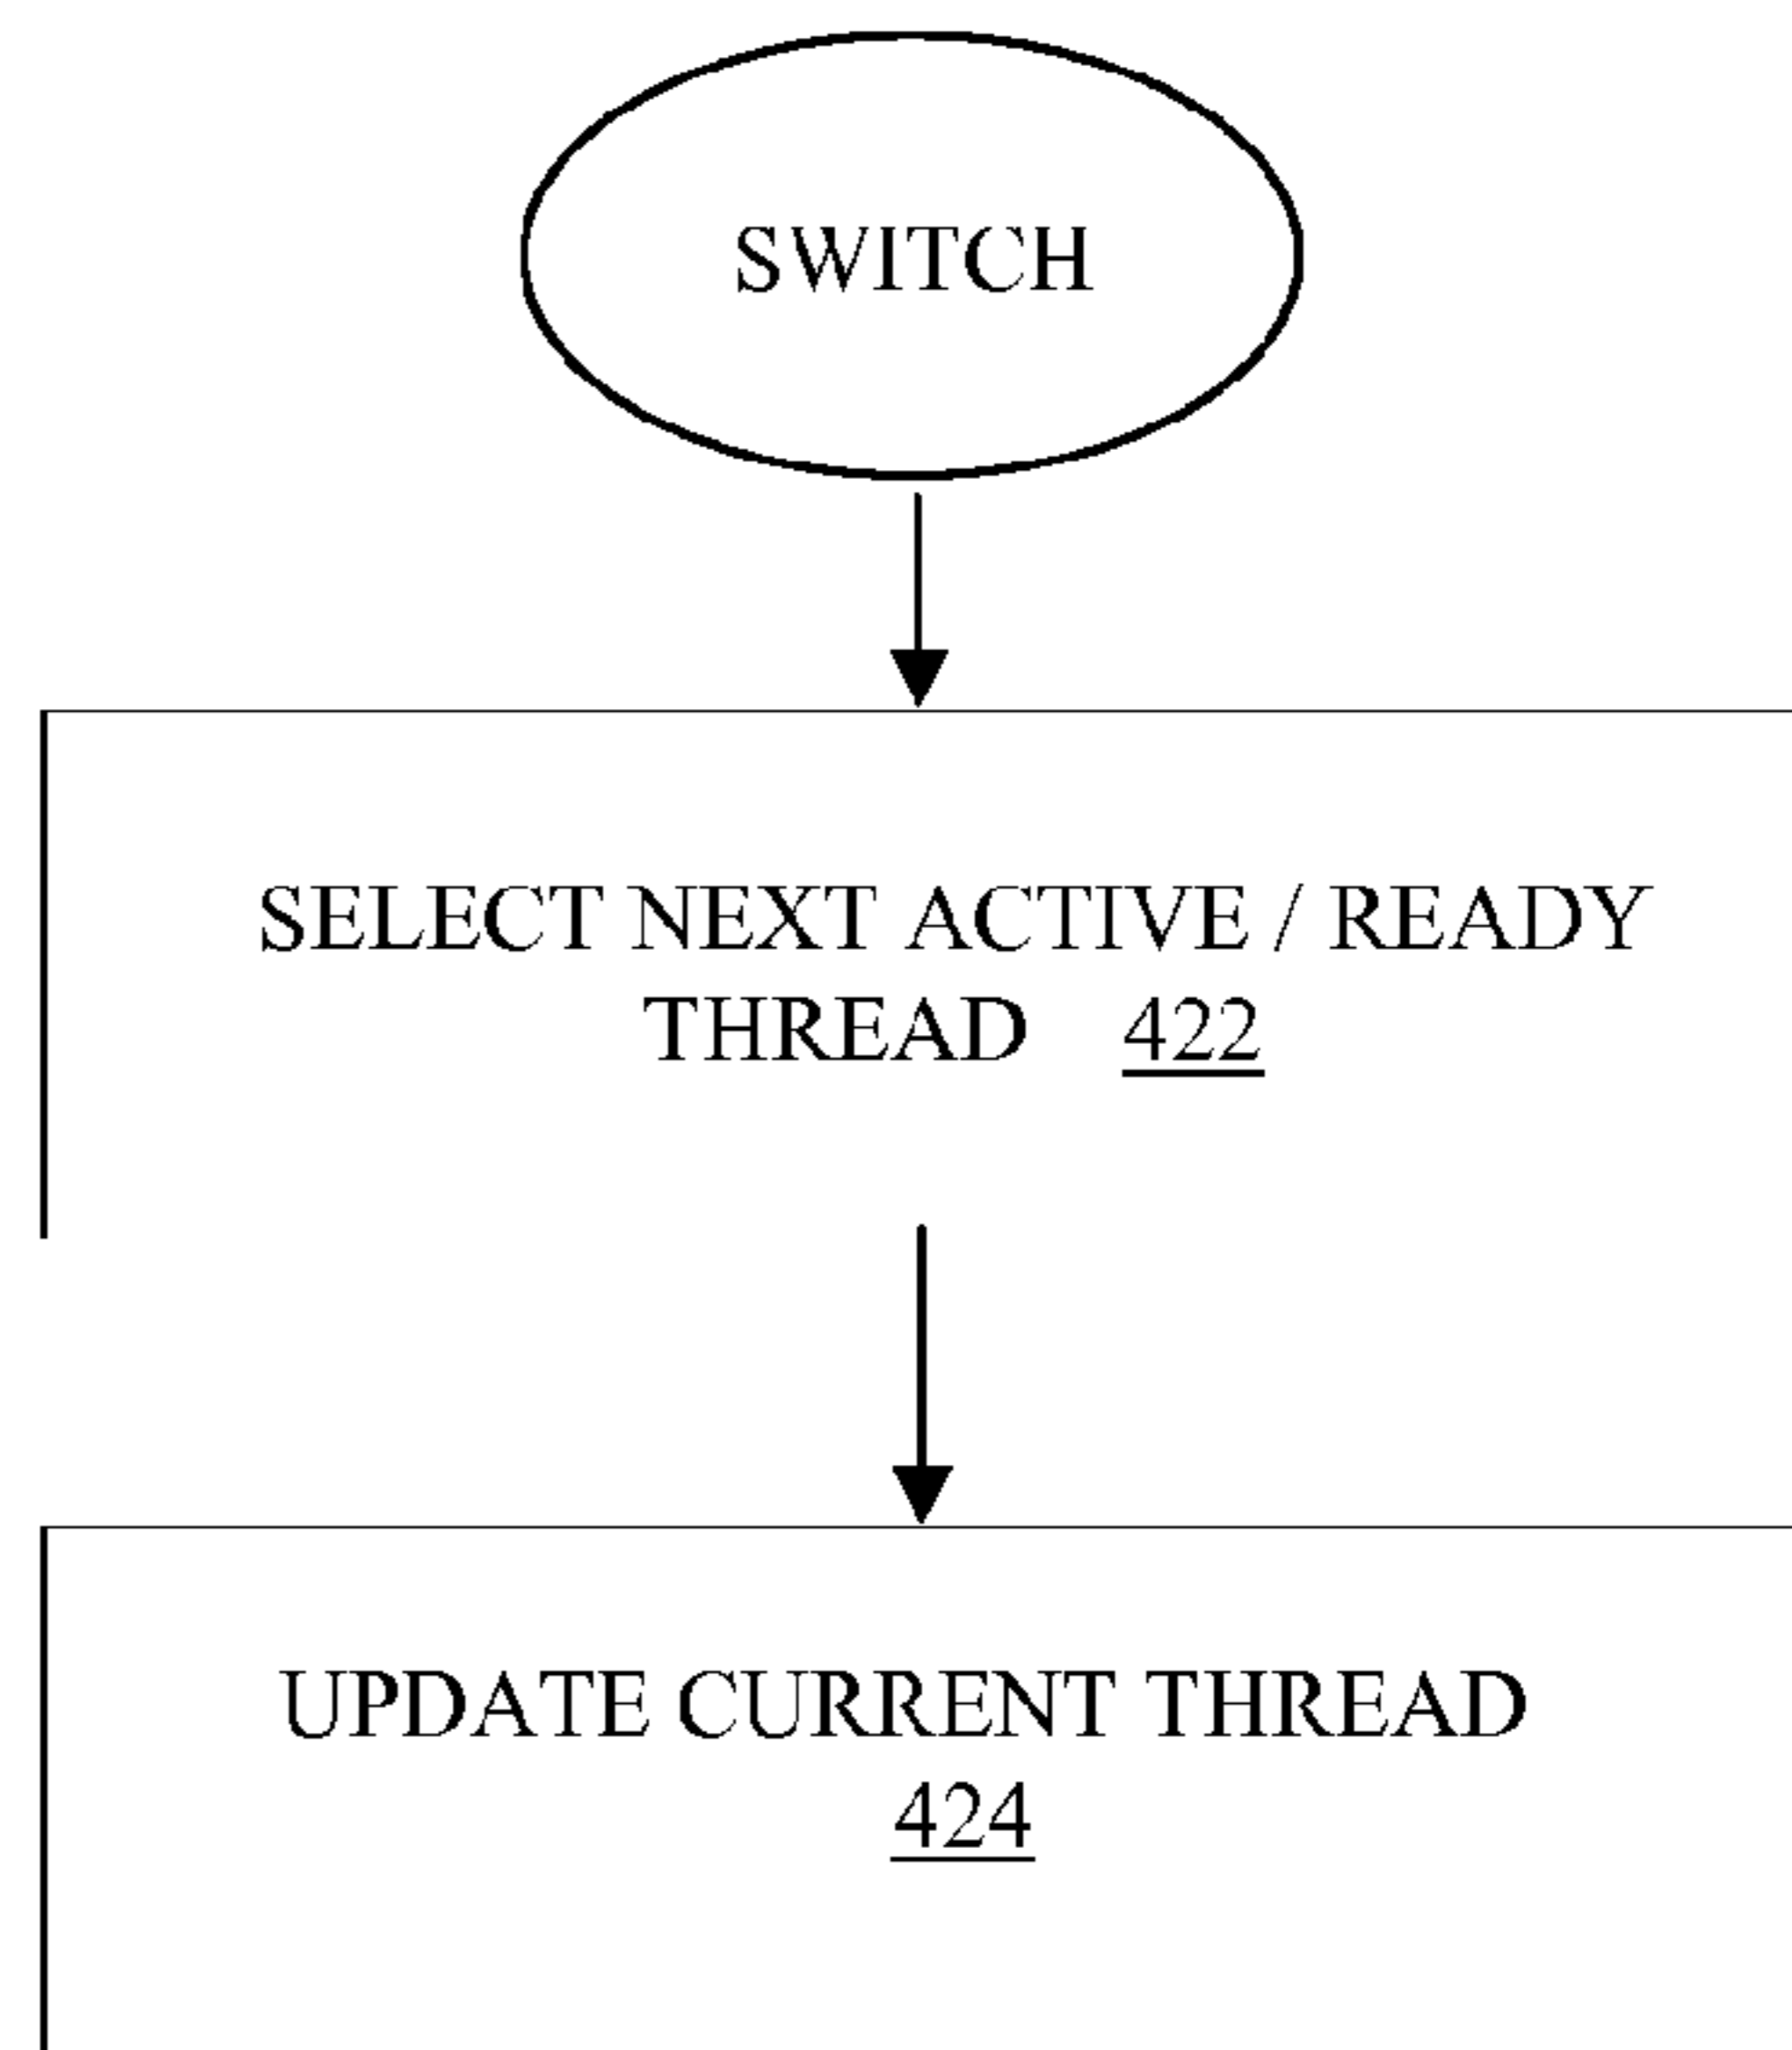 SWITCH
SELECT NEXT ACTIVE / READY
THREAD 422
UPDATE CURRENT THREAD
424